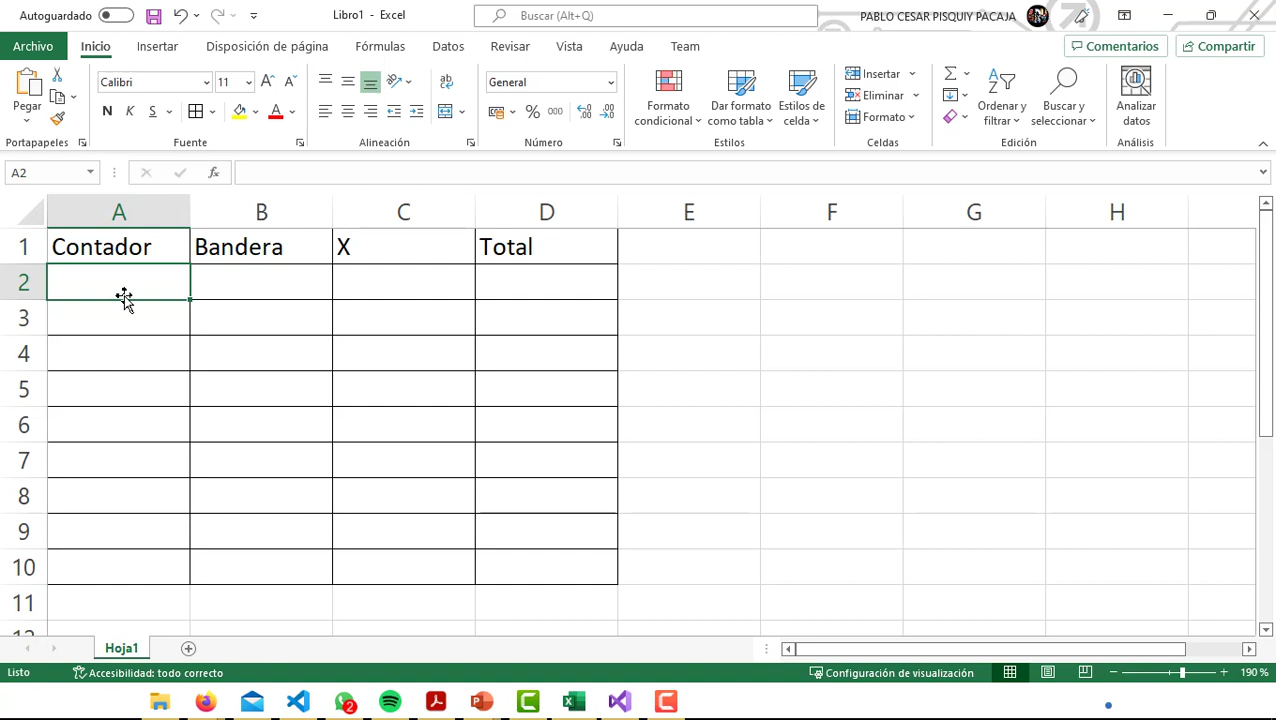 Autoguardado
Libro1 - Excel
Buscar (Alt+Q)
PABLO CESAR PISQUIY PACAJA
Archivo Inicio Insertar Disposición de página Fórmulas Datos Revisar Vista Ayuda Team
Comentarios Compartir
Pegar
Calibri 11
N K S
ab
General
% 000
Formato condicional
Dar formato como tabla
Estilos de celda
Insertar
Eliminar
Formato
Ordenar y filtrar
Buscar y seleccionar
Analizar datos
Portapapeles Fuente Alineación Número Estilos Celdas Edición Análisis
A2 fx
A B C D E F G H
1 Contador Bandera X Total
2
3
4
5
6
7
8
9
10
11
12
Hoja1
Listo Accesibilidad: todo correcto Configuración de visualización 190 %
2